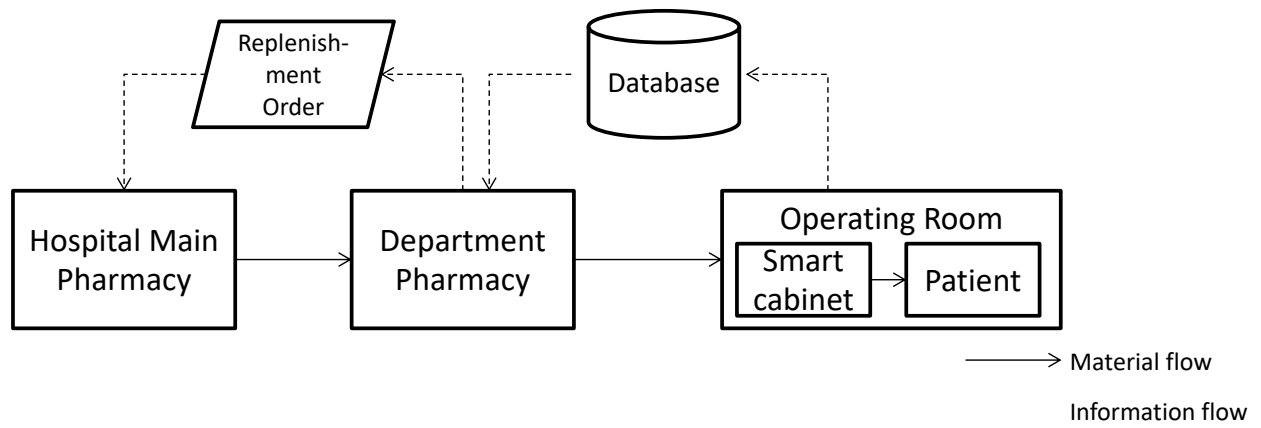 Replenish-
ment
Order
Database
Hospital Main
Pharmacy
Department
Pharmacy
Operating Room
Smart
cabinet
Patient
Material flow
Information flow